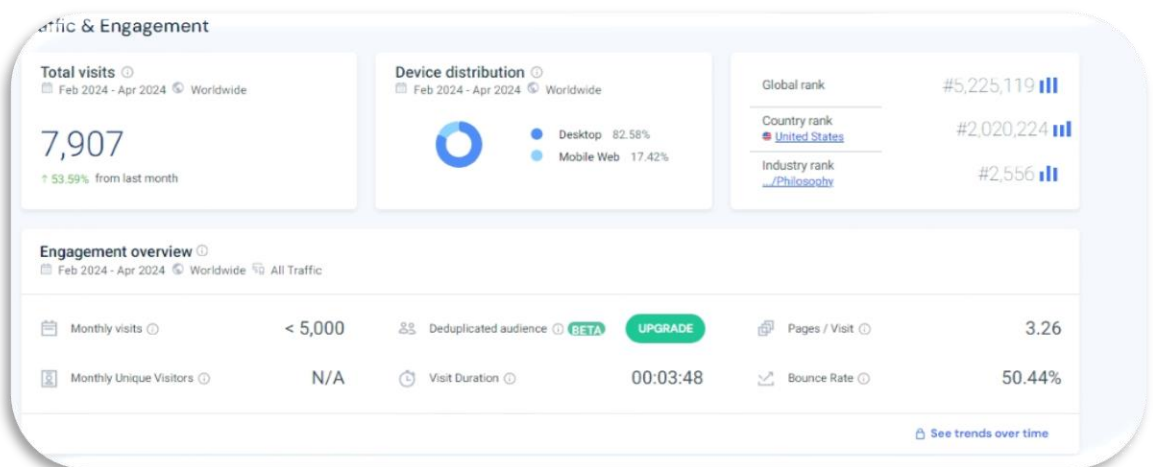 affic & Engagement
Total visits
Feb 2024 - Apr 2024 Worldwide
7,907
↑ 53.59% from last month
Device distribution
Feb 2024 - Apr 2024 Worldwide
Desktop 82.58%
Mobile Web 17.42%
Global rank #5,225,119
Country rank
United States #2,020,224
Industry rank
.../Philosophy #2,556
Engagement overview
Feb 2024 - Apr 2024 Worldwide All Traffic
Monthly visits < 5,000
Deduplicated audience BETA UPGRADE
Pages / Visit 3.26
Monthly Unique Visitors N/A
Visit Duration 00:03:48
Bounce Rate 50.44%
See trends over time